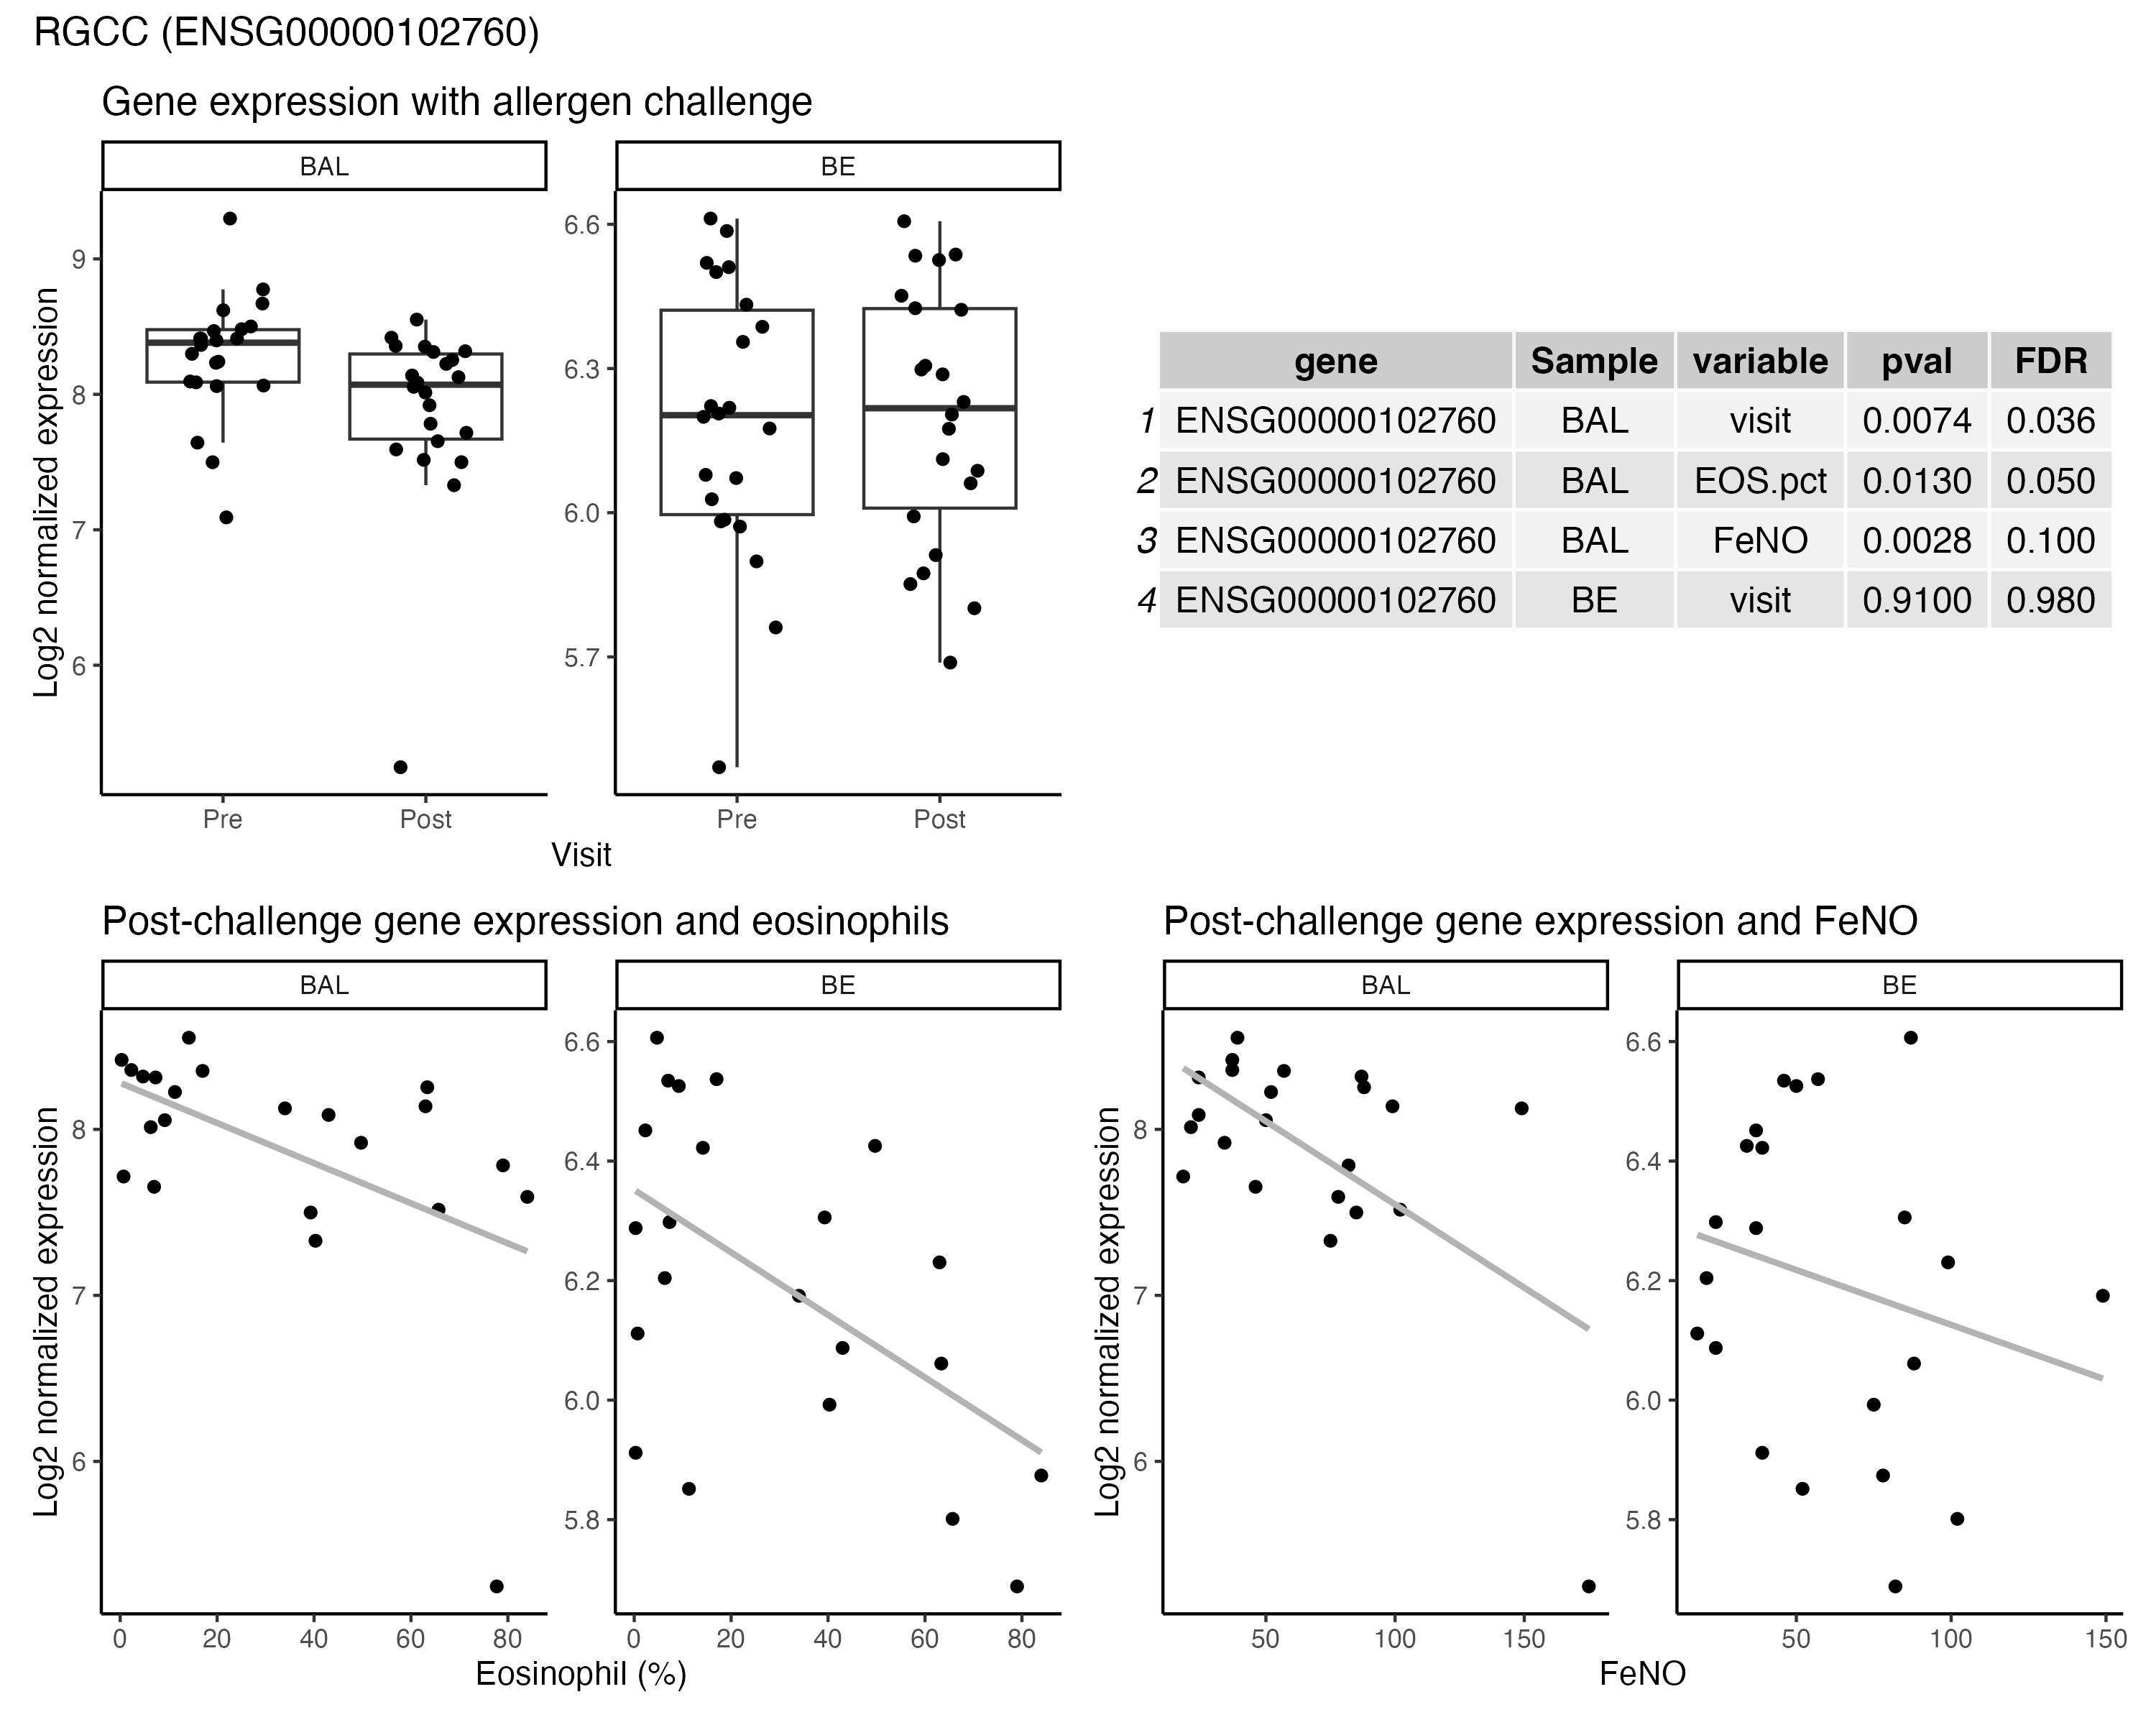 RGCC (ENSG00000102760)
Gene expression with allergen challenge
BAL
BE
Log2 normalized expression
9
8
7
6
6.6
6.3
6.0
5.7
Pre
Post
Pre
Post
Visit
gene Sample variable pval FDR
1 ENSG00000102760 BAL visit 0.0074 0.036
2 ENSG00000102760 BAL EOS.pct 0.0130 0.050
3 ENSG00000102760 BAL FeNO 0.0028 0.100
4 ENSG00000102760 BE visit 0.9100 0.980
Post-challenge gene expression and eosinophils
BAL
BE
Log2 normalized expression
8
7
6
6.6
6.4
6.2
6.0
5.8
0 20 40 60 80
0 20 40 60 80
Eosinophil (%)
Post-challenge gene expression and FeNO
BAL
BE
Log2 normalized expression
8
7
6
6.6
6.4
6.2
6.0
5.8
50 100 150
50 100 150
FeNO